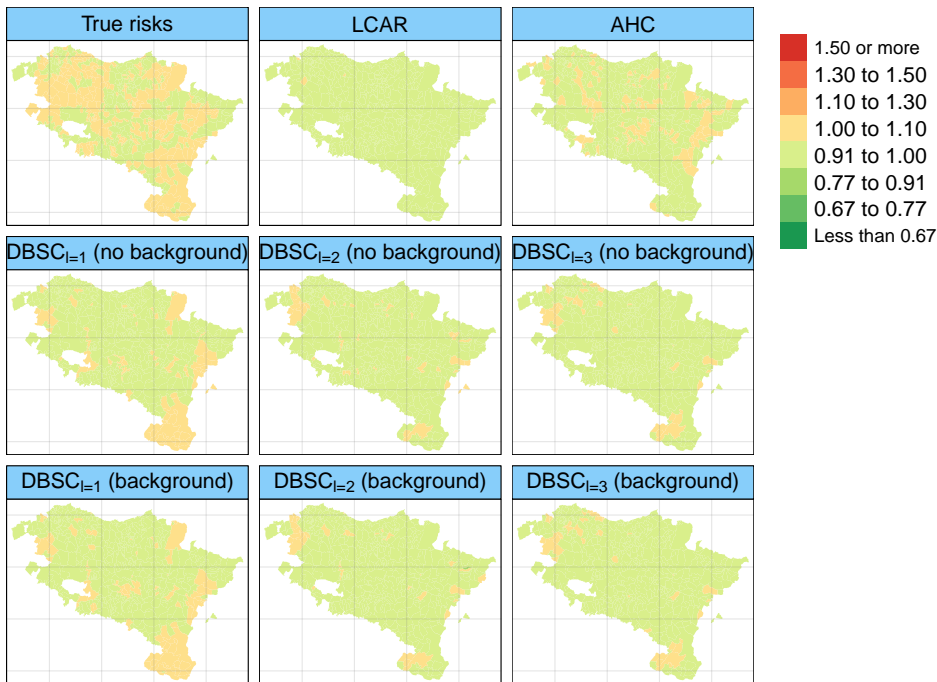 True risks
LCAR
AHC
DBSCl=1 (no background)
DBSCl=2 (no background)
DBSCl=3 (no background)
DBSCl=1 (background)
DBSCl=2 (background)
DBSCl=3 (background)
1.50 or more
1.30 to 1.50
1.10 to 1.30
1.00 to 1.10
0.91 to 1.00
0.77 to 0.91
0.67 to 0.77
Less than 0.67